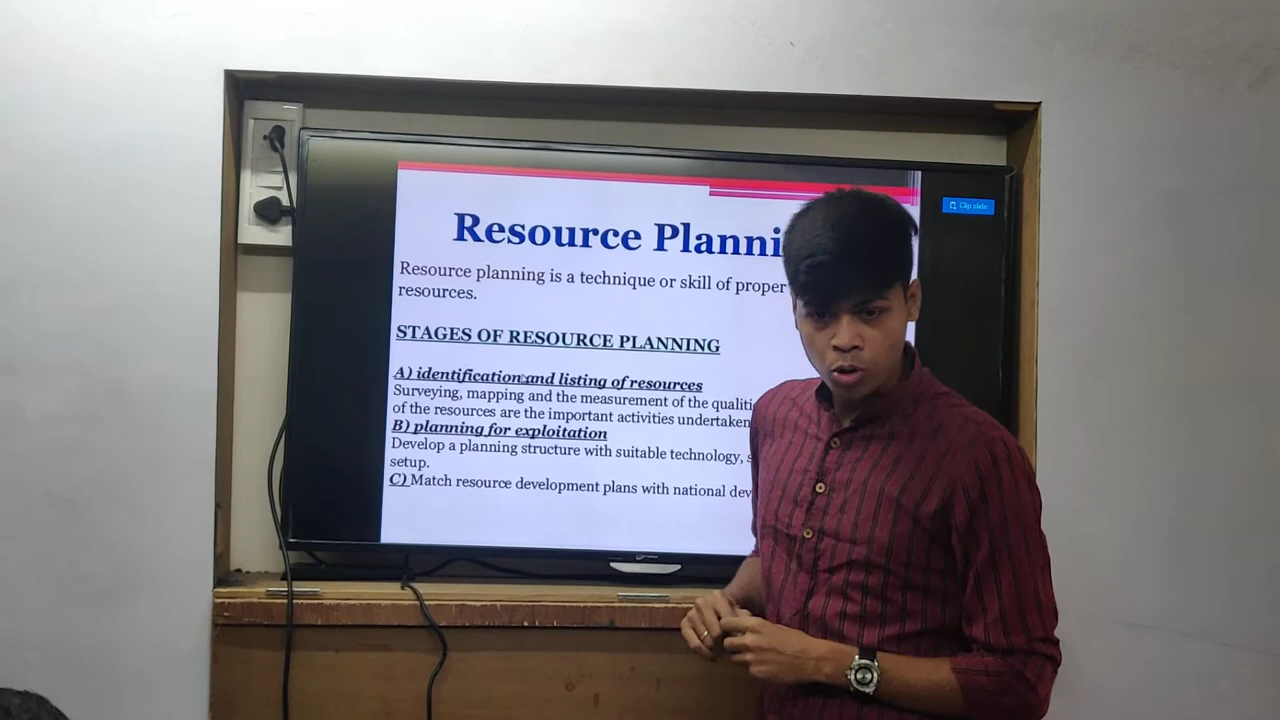 Clip slide
Resource Planni
Resource planning is a technique or skill of proper
resources.
STAGES OF RESOURCE PLANNING
A) identification and listing of resources
Surveying, mapping and the measurement of the qualiti
of the resources are the important activities undertaken
B) planning for exploitation
Develop a planning structure with suitable technology, s
setup.
C) Match resource development plans with national dev